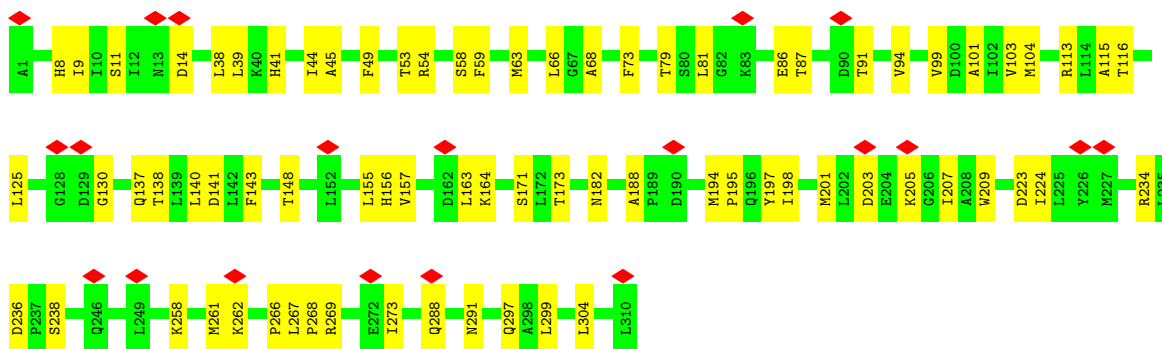 A1 H8 I9 I10 S11 I12 N13 D14 L38 L39 K40 H41 I44 A45 F49 T53 R54 S58 F59 M63 L66 G67 A68 F73 T79 S80 L81 G82 K83 E86 T87 D90 T91 V94 V99 D100 A101 I102 V103 M104 R113 L114 A115 T116
L125 G128 D129 G130 Q137 T138 L139 L140 D141 L142 F143 T148 L152 L155 H156 V157 D162 L163 K164 S171 L172 T173 N182 A188 P189 D190 M194 P195 Q196 Y197 I198 M201 L202 D203 E204 K205 G206 I207 A208 W209 D223 I224 L225 Y226 M227 R234
D236 P237 S238 Q246 L249 K258 M261 K262 P266 L267 P268 R269 E272 I273 Q288 N291 Q297 A298 L299 L304 L310